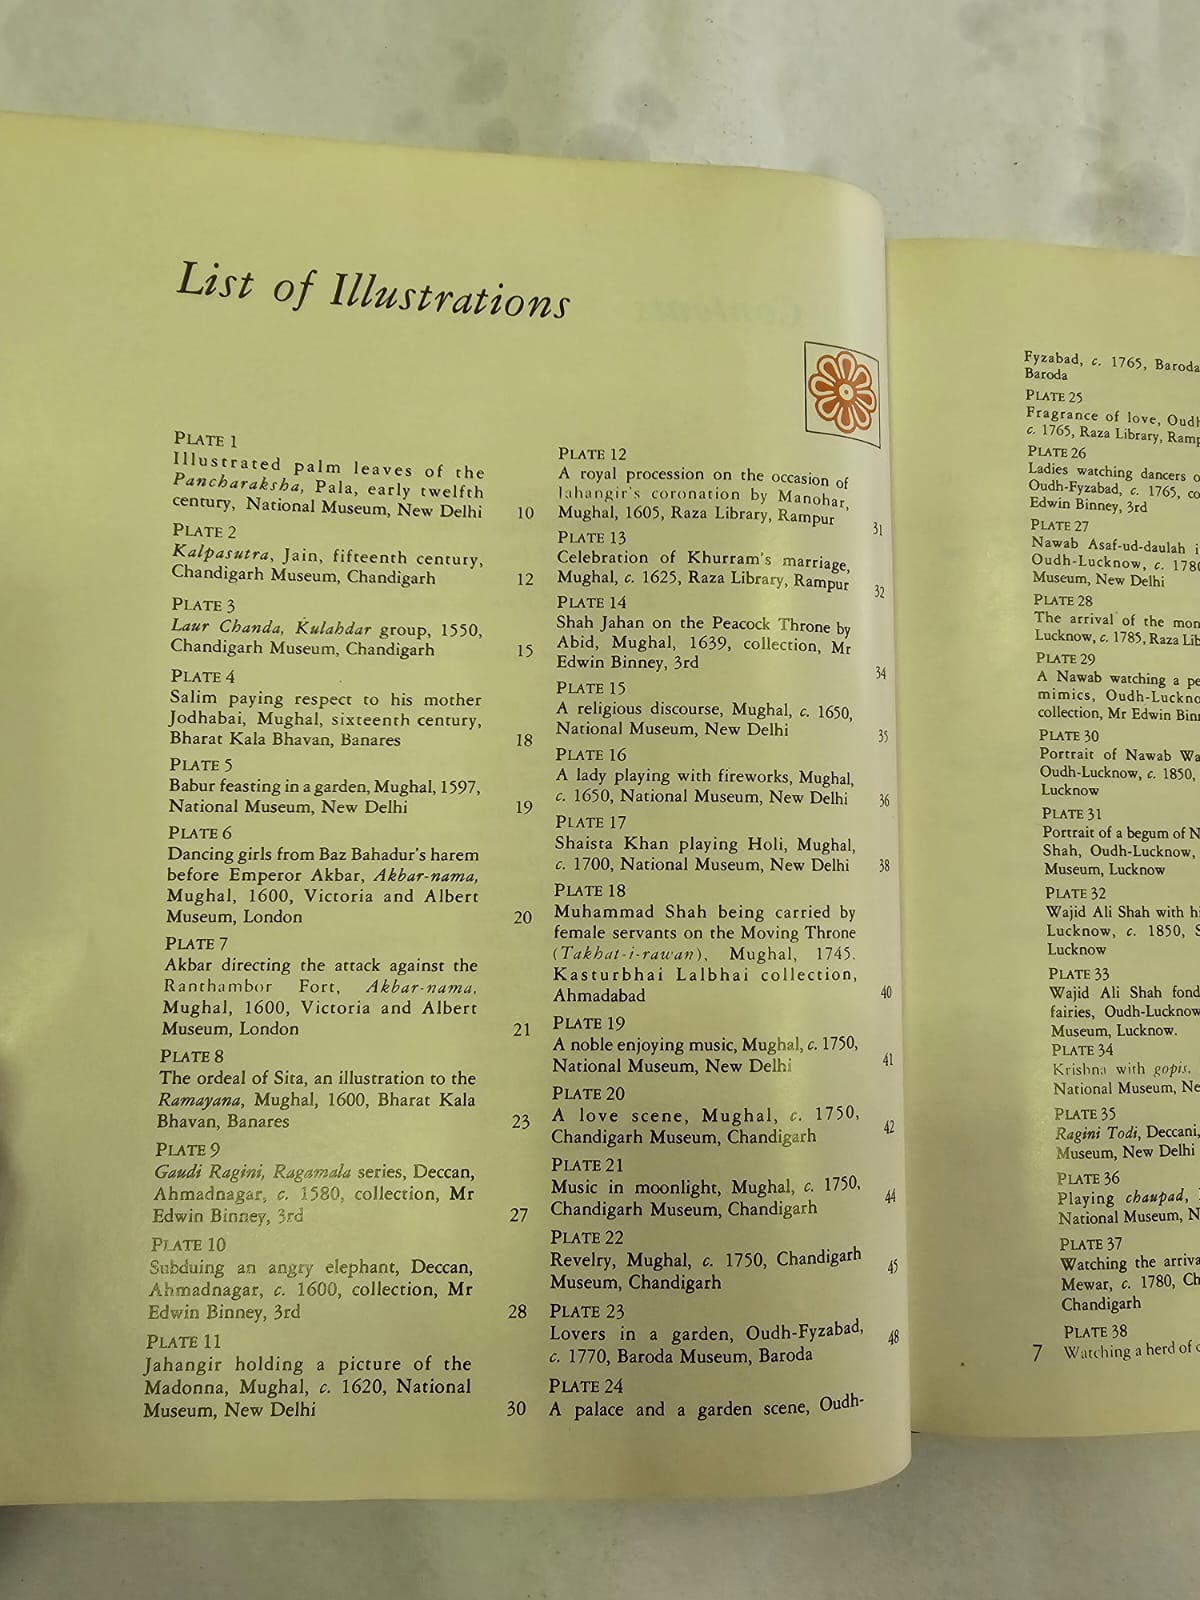 List of Illustrations
PLATE 1
Illustrated palm leaves of the
Pancharaksha, Pala, early twelfth
century, National Museum, New Delhi 10
PLATE 2
Kalpasutra, Jain, fifteenth century,
Chandigarh Museum, Chandigarh 12
PLATE 3
Laur Chanda, Kulahdar group, 1550,
Chandigarh Museum, Chandigarh 15
PLATE 4
Salim paying respect to his mother
Jodhabai, Mughal, sixteenth century,
Bharat Kala Bhavan, Banares 18
PLATE 5
Babur feasting in a garden, Mughal, 1597,
National Museum, New Delhi 19
PLATE 6
Dancing girls from Baz Bahadur's harem
before Emperor Akbar, Akbar-nama,
Mughal, 1600, Victoria and Albert
Museum, London 20
PLATE 7
Akbar directing the attack against the
Ranthambor Fort, Akbar-nama,
Mughal, 1600, Victoria and Albert
Museum, London 21
PLATE 8
The ordeal of Sita, an illustration to the
Ramayana, Mughal, 1600, Bharat Kala
Bhavan, Banares 23
PLATE 9
Gaudi Ragini, Ragamala series, Deccan,
Ahmadnagar, c. 1580, collection, Mr
Edwin Binney, 3rd 27
PLATE 10
Subduing an angry elephant, Deccan,
Ahmadnagar, c. 1600, collection, Mr
Edwin Binney, 3rd 28
PLATE 11
Jahangir holding a picture of the
Madonna, Mughal, c. 1620, National
Museum, New Delhi 30
PLATE 12
A royal procession on the occasion of
Jahangir's coronation by Manohar,
Mughal, 1605, Raza Library, Rampur 31
PLATE 13
Celebration of Khurram's marriage,
Mughal, c. 1625, Raza Library, Rampur 32
PLATE 14
Shah Jahan on the Peacock Throne by
Abid, Mughal, 1639, collection, Mr
Edwin Binney, 3rd 34
PLATE 15
A religious discourse, Mughal, c. 1650,
National Museum, New Delhi 35
PLATE 16
A lady playing with fireworks, Mughal,
c. 1650, National Museum, New Delhi 36
PLATE 17
Shaista Khan playing Holi, Mughal,
c. 1700, National Museum, New Delhi 38
PLATE 18
Muhammad Shah being carried by
female servants on the Moving Throne
(Takhat-i-rawan), Mughal, 1745.
Kasturbhai Lalbhai collection,
Ahmadabad 40
PLATE 19
A noble enjoying music, Mughal, c. 1750,
National Museum, New Delhi 41
PLATE 20
A love scene, Mughal, c. 1750,
Chandigarh Museum, Chandigarh 42
PLATE 21
Music in moonlight, Mughal, c. 1750,
Chandigarh Museum, Chandigarh 44
PLATE 22
Revelry, Mughal, c. 1750, Chandigarh
Museum, Chandigarh 45
PLATE 23
Lovers in a garden, Oudh-Fyzabad,
c. 1770, Baroda Museum, Baroda 48
PLATE 24
A palace and a garden scene, Oudh-
Fyzabad, c. 1765, Baroda
Baroda
PLATE 25
Fragrance of love, Oudh
c. 1765, Raza Library,
PLATE 26
Ladies watching dancers
Oudh-Fyzabad, c. 1765,
Edwin Binney, 3rd
PLATE 27
Nawab Asaf-ud-daulah
Oudh-Lucknow, c. 1780
Museum, New Delhi
PLATE 28
The arrival of the
Lucknow, c. 1785, Raza
PLATE 29
A Nawab watching a
mimics,
collection, Mr Edwin
PLATE 30
Portrait of Nawab
Oudh-Lucknow, c. 1850,
Lucknow
PLATE 31
Portrait of a begum of
Shah, Oudh-Lucknow,
Museum, Lucknow
PLATE 32
Wajid Ali Shah with
Lucknow, c. 1850,
Lucknow
PLATE 33
Wajid Ali Shah
fairies, Oudh-Lucknow
Museum, Lucknow.
PLATE 34
Krishna with gopis,
National Museum,
PLATE 35
Ragini Todi, Deccani,
Museum, New Delhi
PLATE 36
Playing chaupad,
National Museum,
PLATE 37
Watching the
Mewar, c. 1780,
Chandigarh
PLATE 38
7 Watching a herd of